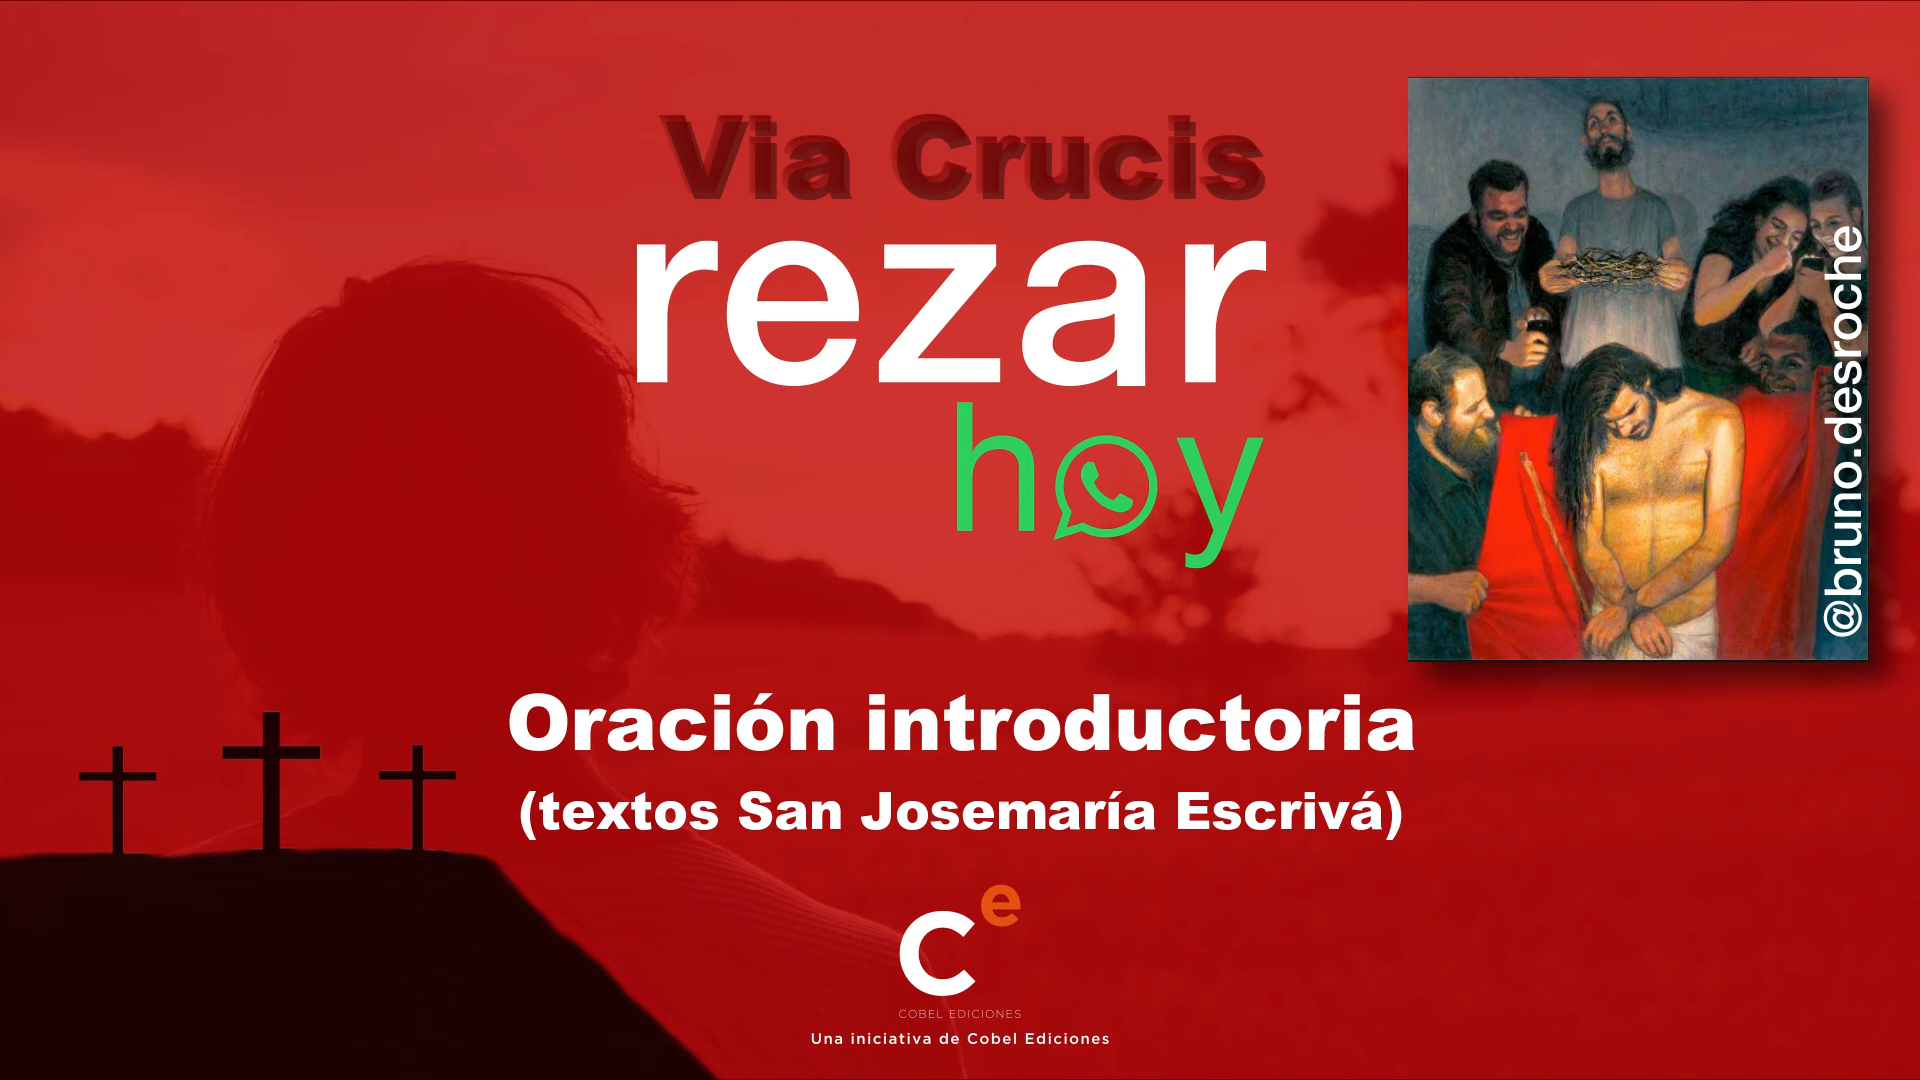 Via Crucis
rezar
hoy
@bruno.desroche
Oración introductoria
(textos San Josemaría Escrivá)
Ce
COBEL EDICIONES
Una iniciativa de Cobel Ediciones